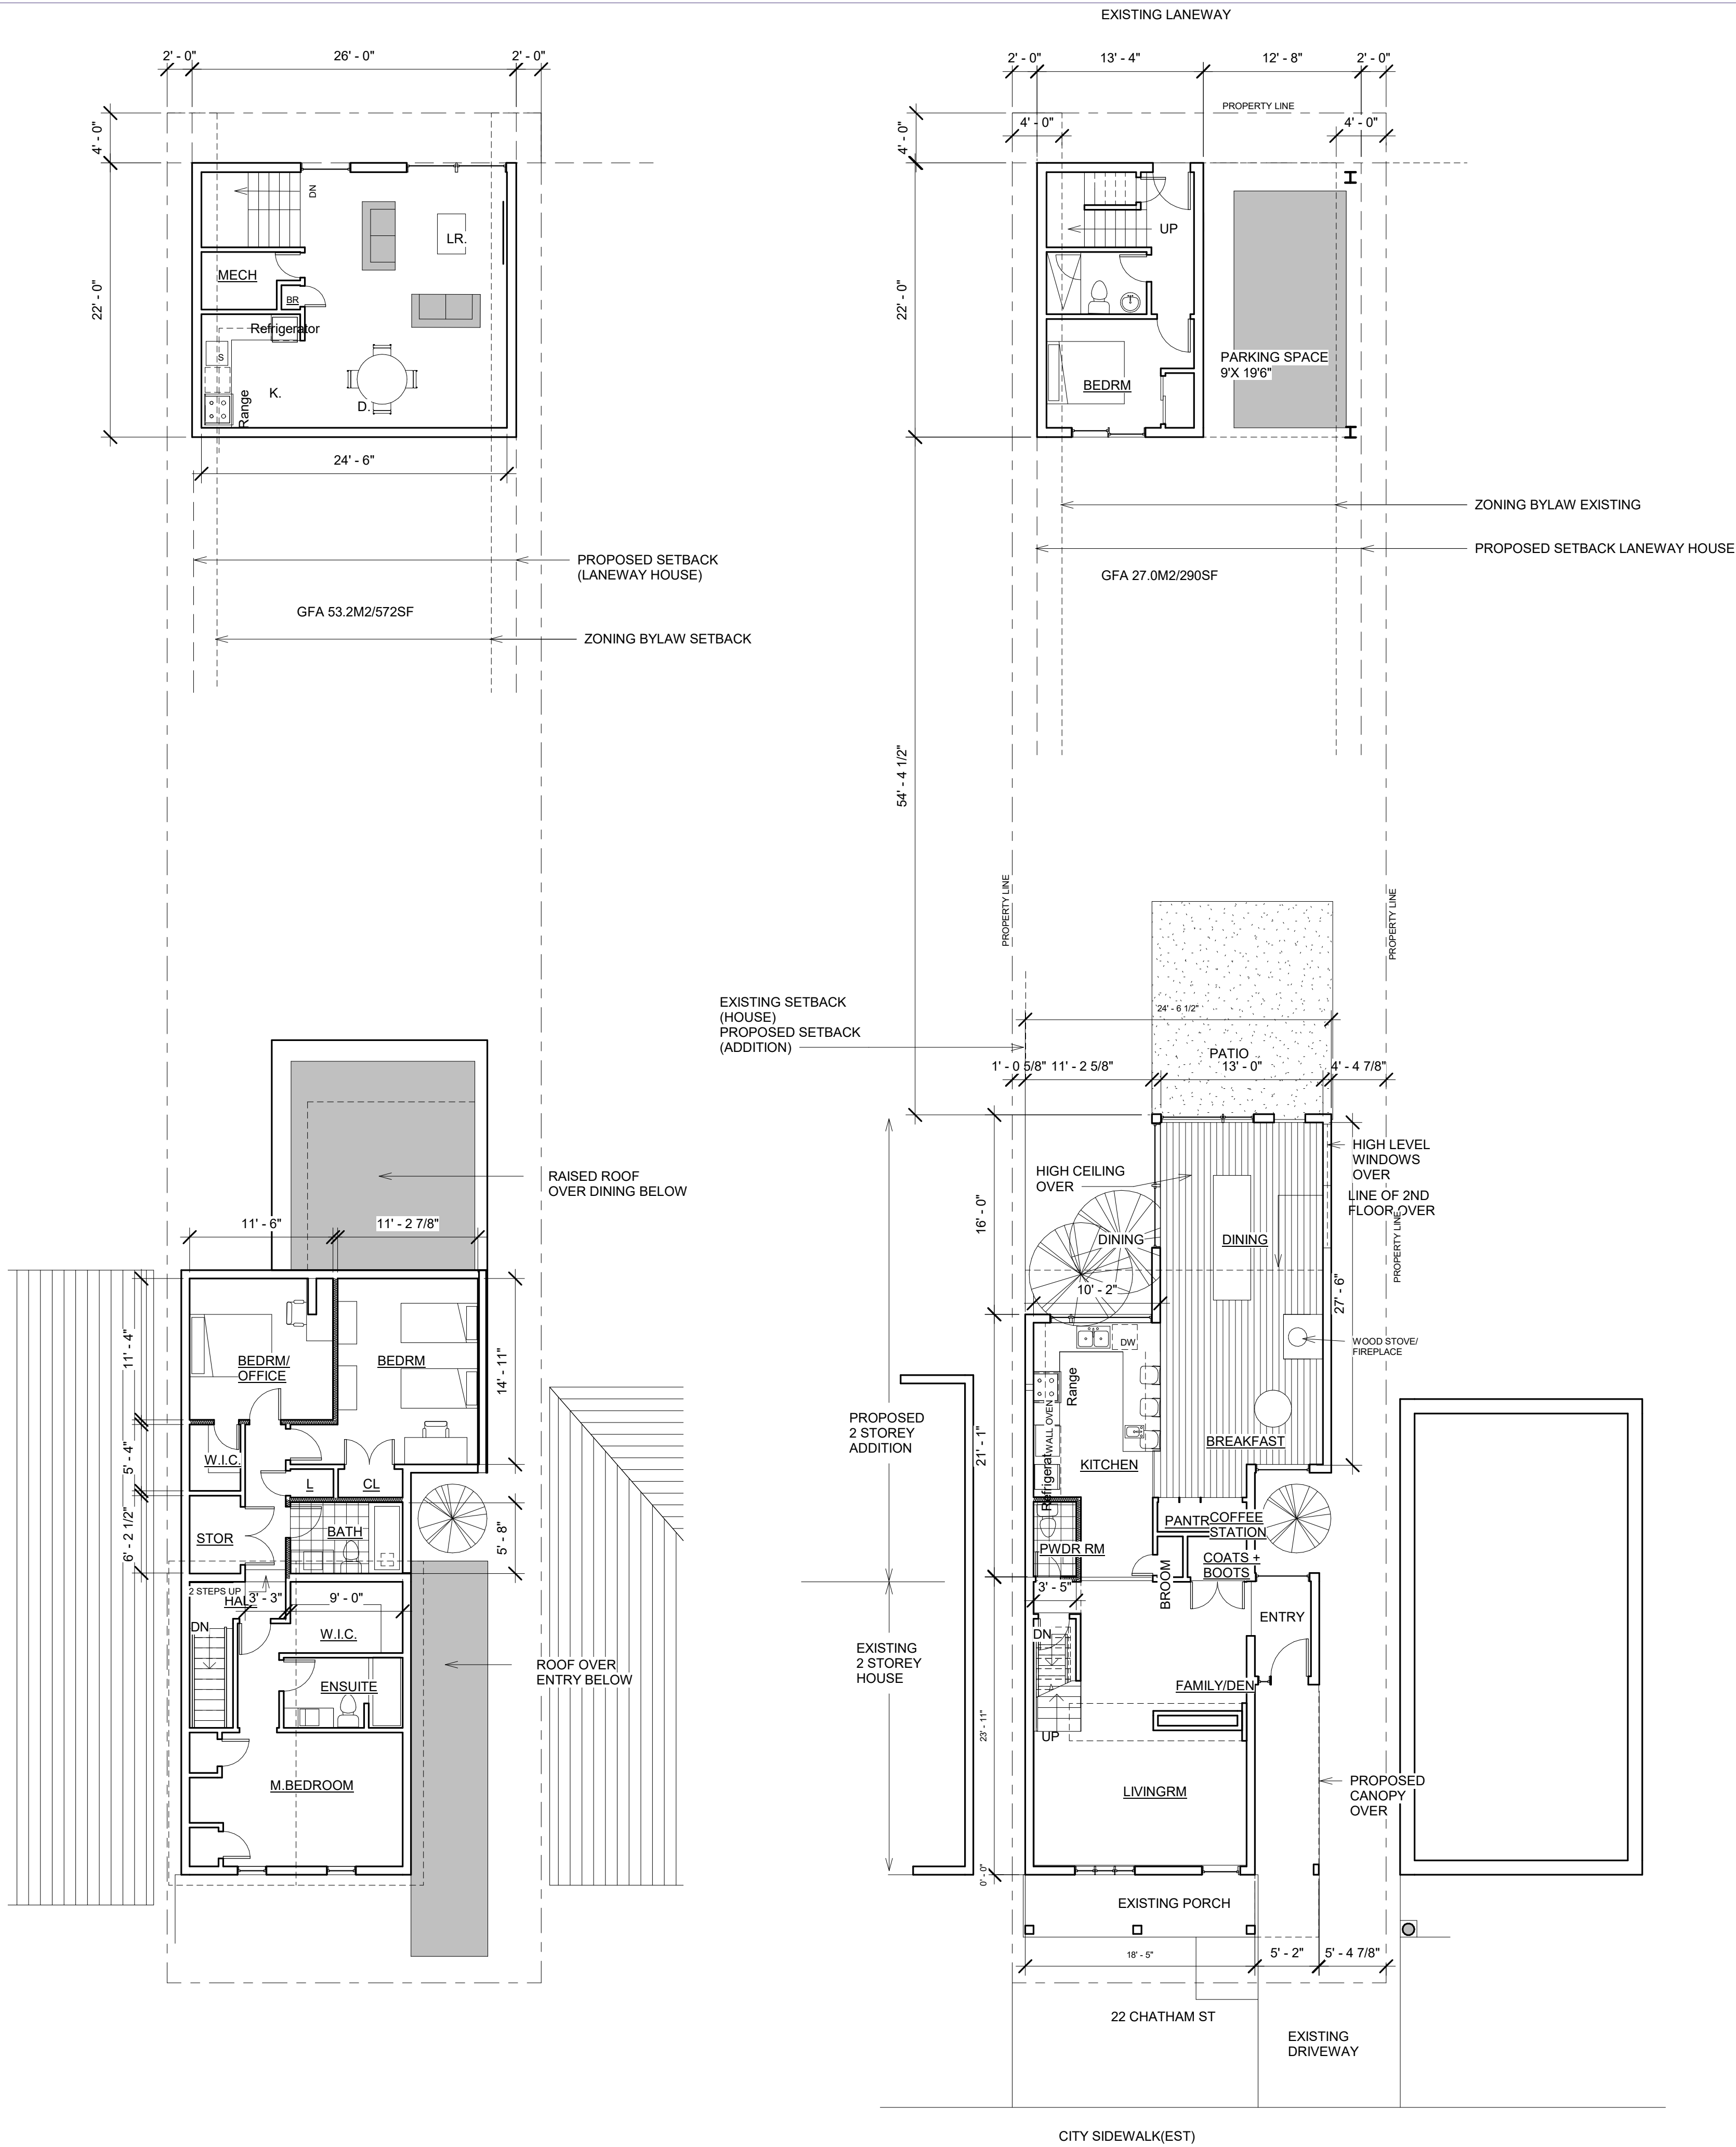 EXISTING LANEWAY
2' - 0"
26' - 0"
2' - 0"
4' - 0"
22' - 0"
DN
LR.
MECH
BR
Refrigerator
S
K.
Range
D.
24' - 6"
PROPOSED SETBACK
(LANEWAY HOUSE)
GFA 53.2M2/572SF
ZONING BYLAW SETBACK
2' - 0"
13' - 4"
12' - 8"
2' - 0"
PROPERTY LINE
4' - 0"
4' - 0"
4' - 0"
22' - 0"
UP
PARKING SPACE
9'X 19'6"
BEDRM
ZONING BYLAW EXISTING
PROPOSED SETBACK LANEWAY HOUSE
GFA 27.0M2/290SF
54' - 4 1/2"
PROPERTY LINE
PROPERTY LINE
RAISED ROOF
OVER DINING BELOW
11' - 6"
11' - 2 7/8"
11' - 4"
14' - 11"
BEDRM/
OFFICE
BEDRM
5' - 4"
W.I.C.
L
CL
6' - 2 1/2"
STOR
BATH
5' - 8"
2 STEPS UP
HAL
3' - 3"
9' - 0"
DN
W.I.C.
ENSUITE
ROOF OVER
ENTRY BELOW
M.BEDROOM
EXISTING SETBACK
(HOUSE)
PROPOSED SETBACK
(ADDITION)
24' - 6 1/2"
PATIO
1' - 0 5/8"
11' - 2 5/8"
13' - 0"
4' - 4 7/8"
HIGH LEVEL
WINDOWS
OVER
HIGH CEILING
OVER
LINE OF 2ND
FLOOR OVER
16' - 0"
DINING
DINING
PROPERTY LINE
10' - 2"
27' - 6"
DW
WOOD STOVE/
FIREPLACE
Range
WALL OVEN
Refrigerat
PROPOSED
2 STOREY
ADDITION
21' - 1"
BREAKFAST
KITCHEN
PANTR
COFFEE
STATION
PWDR RM
COATS +
BOOTS
BROOM
3' - 5"
ENTRY
DN
EXISTING
2 STOREY
HOUSE
FAMILY/DEN
23' - 11"
UP
LIVINGRM
PROPOSED
CANOPY
OVER
0' - 0"
EXISTING PORCH
18' - 5"
5' - 2"
5' - 4 7/8"
22 CHATHAM ST
EXISTING
DRIVEWAY
CITY SIDEWALK(EST)